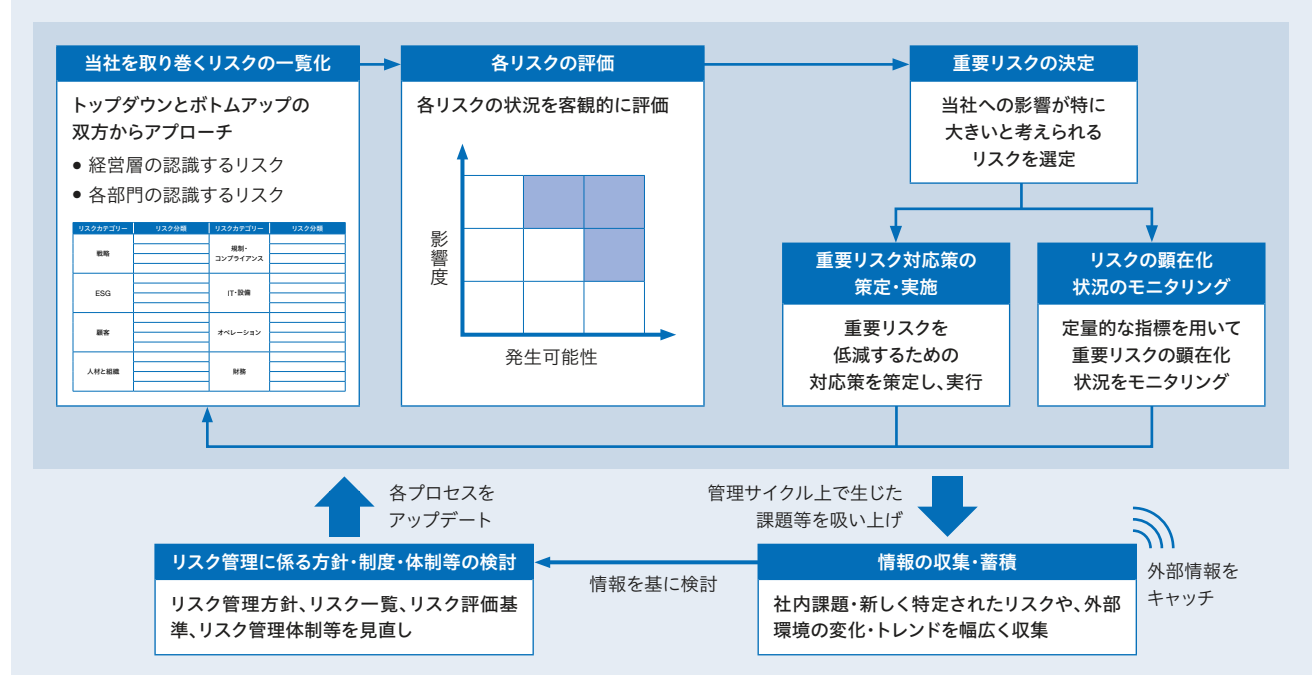 当社を取り巻くリスクの一覧化
トップダウンとボトムアップの
双方からアプローチ
● 経営層の認識するリスク
● 各部門の認識するリスク
リスクカテゴリー リスク分類 リスクカテゴリー リスク分類
戦略
規制・
コンプライアンス
ESG
IT・設備
顧客
オペレーション
人材と組織
財務
各リスクの評価
各リスクの状況を客観的に評価
影響度
発生可能性
重要リスクの決定
当社への影響が特に
大きいと考えられる
リスクを選定
重要リスク対応策の
策定・実施
重要リスクを
低減するための
対応策を策定し、実行
リスクの顕在化
状況のモニタリング
定量的な指標を用いて
重要リスクの顕在化
状況をモニタリング
各プロセスを
アップデート
管理サイクル上で生じた
課題等を吸い上げ
リスク管理に係る方針・制度・体制等の検討
リスク管理方針、リスク一覧、リスク評価基
準、リスク管理体制等を見直し
情報を基に検討
情報の収集・蓄積
社内課題・新しく特定されたリスクや、外部
環境の変化・トレンドを幅広く収集
外部情報を
キャッチ